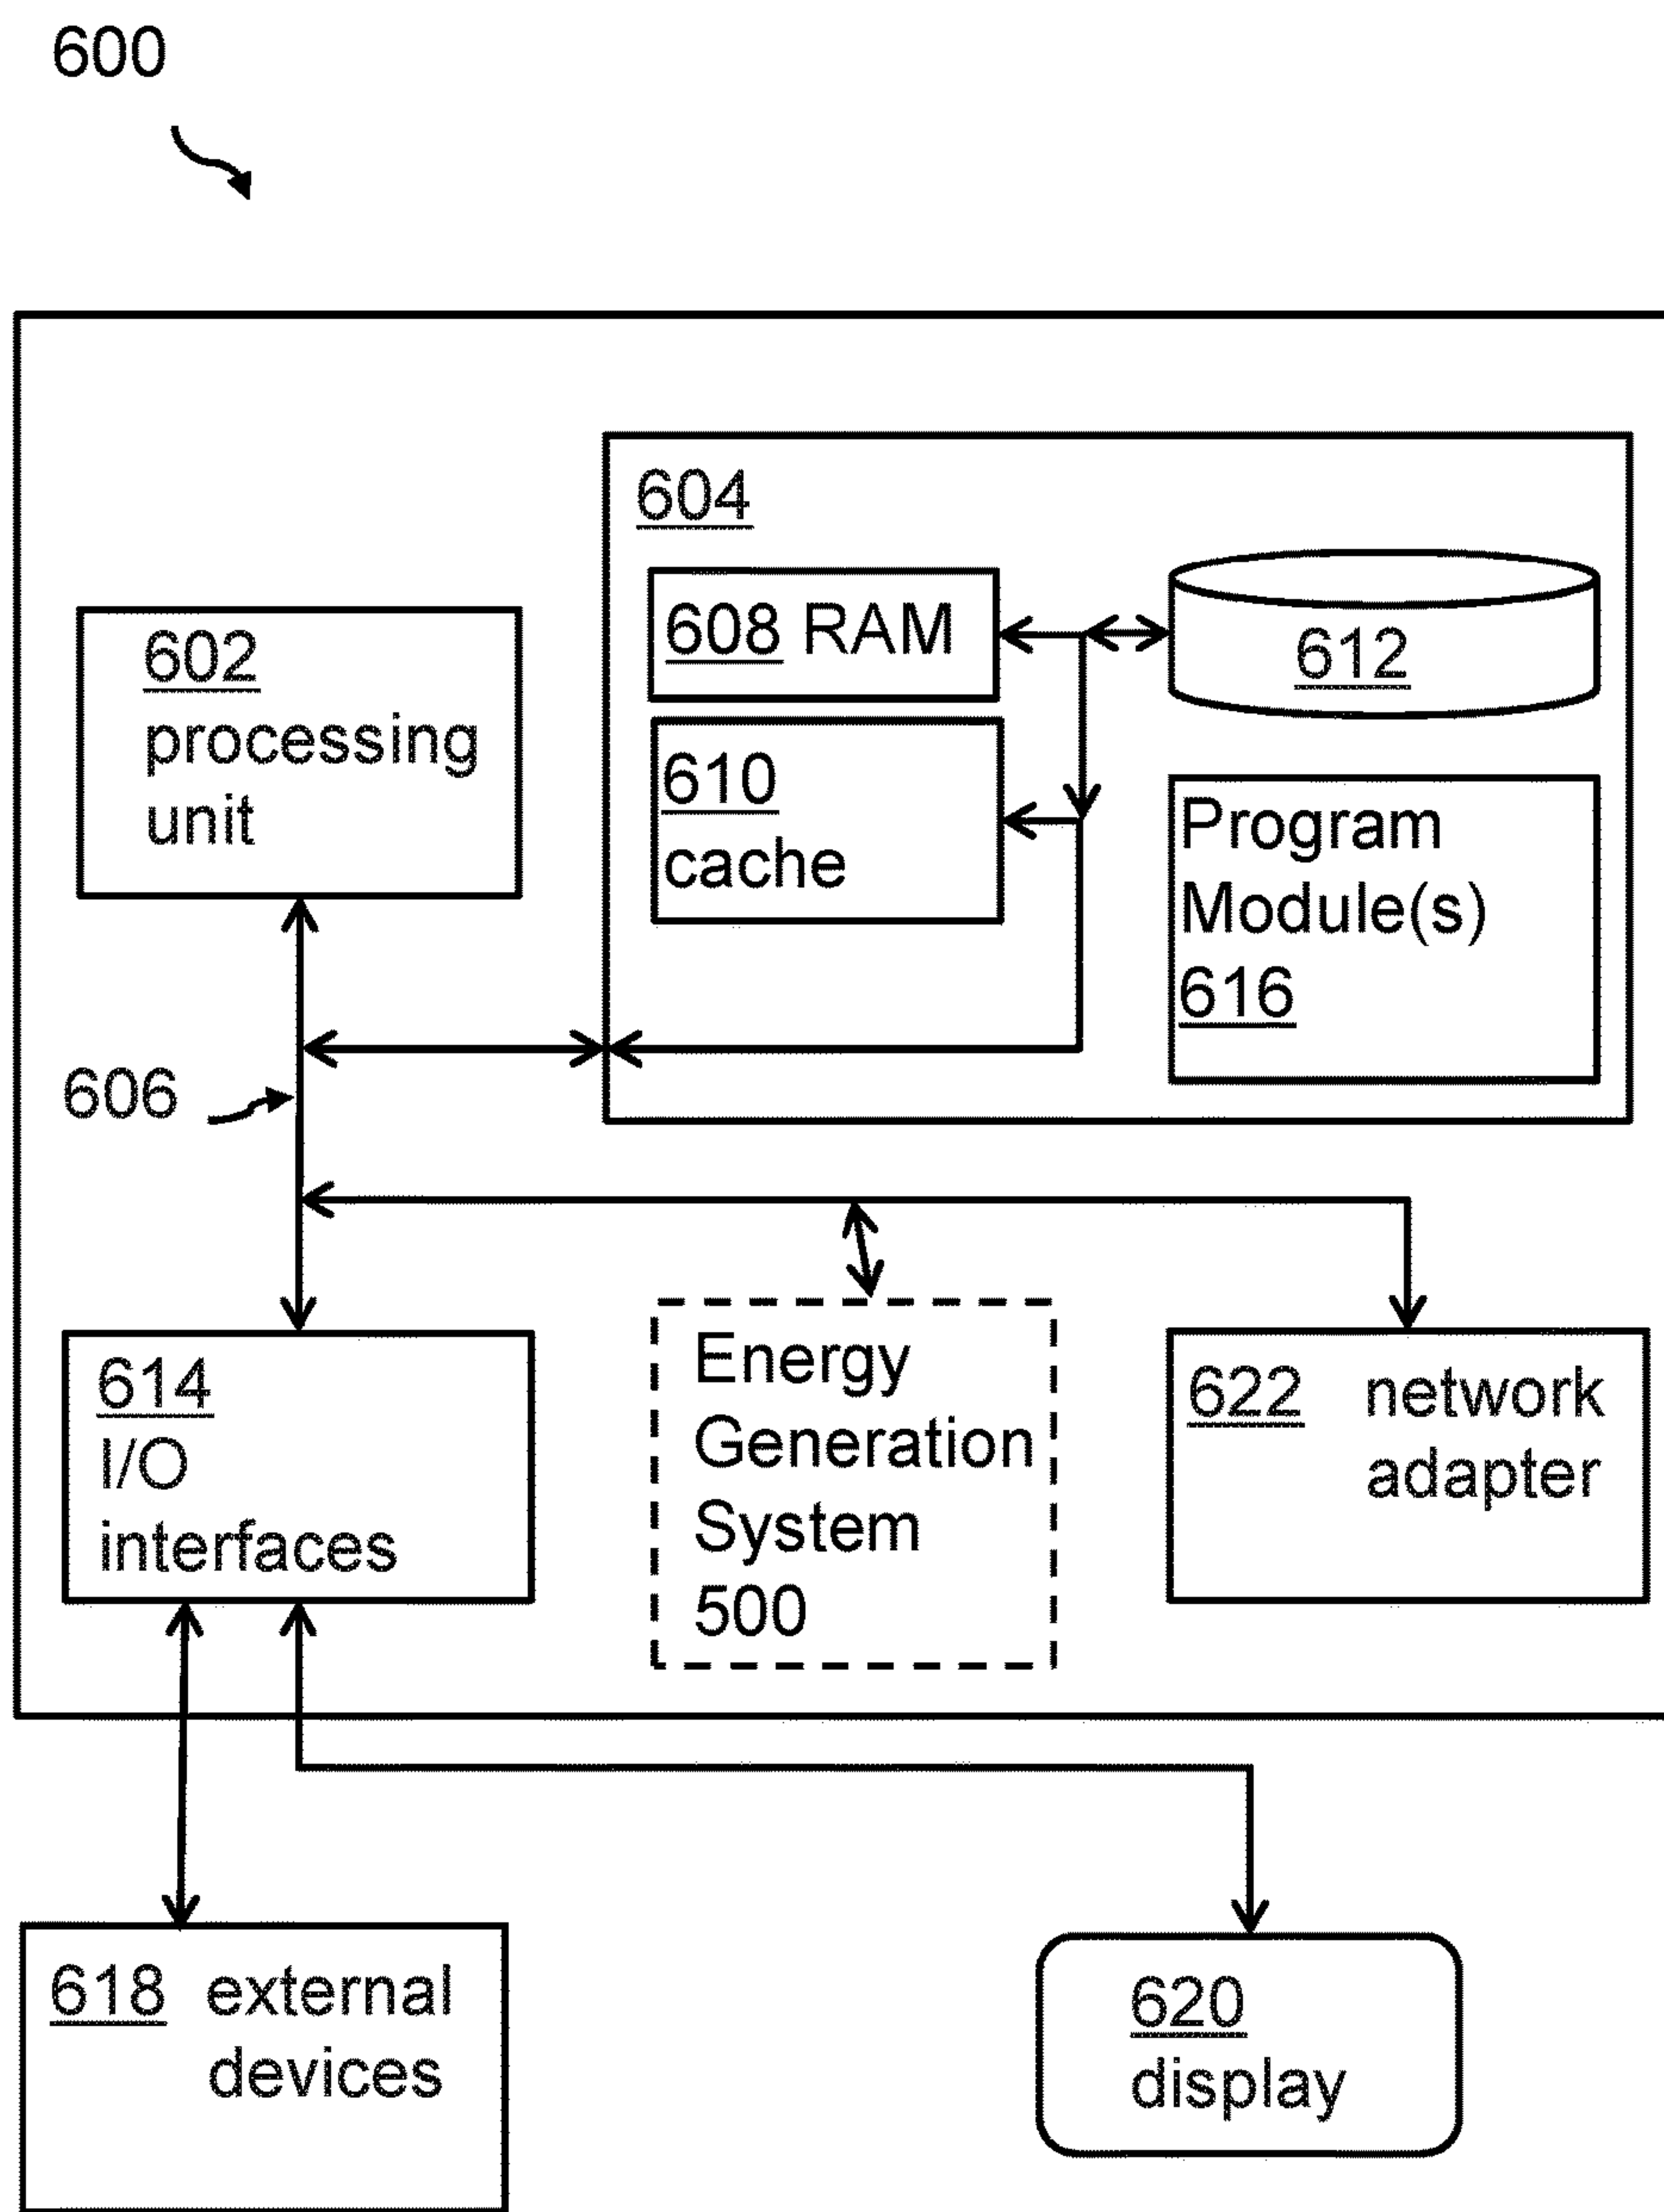 600
604
608 RAM
612
602
processing
unit
610
cache
Program
Module(s)
616
606
614
I/O
interfaces
Energy
Generation
System
500
622 network
adapter
618 external
devices
620
display